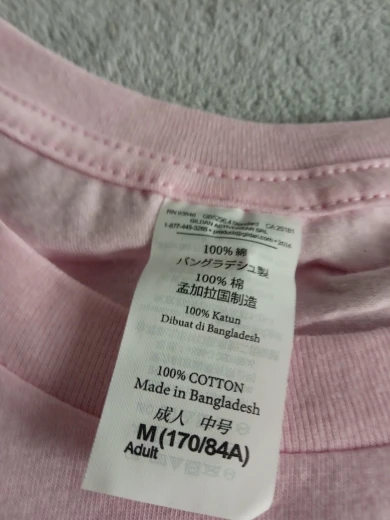 100% 綿
バングラデシュ製
100% 棉
孟加拉国制造
100% Katun
Dibuat di Bangladesh
100% COTTON
Made in Bangladesh
成人 中号
M (170/84A)
Adult